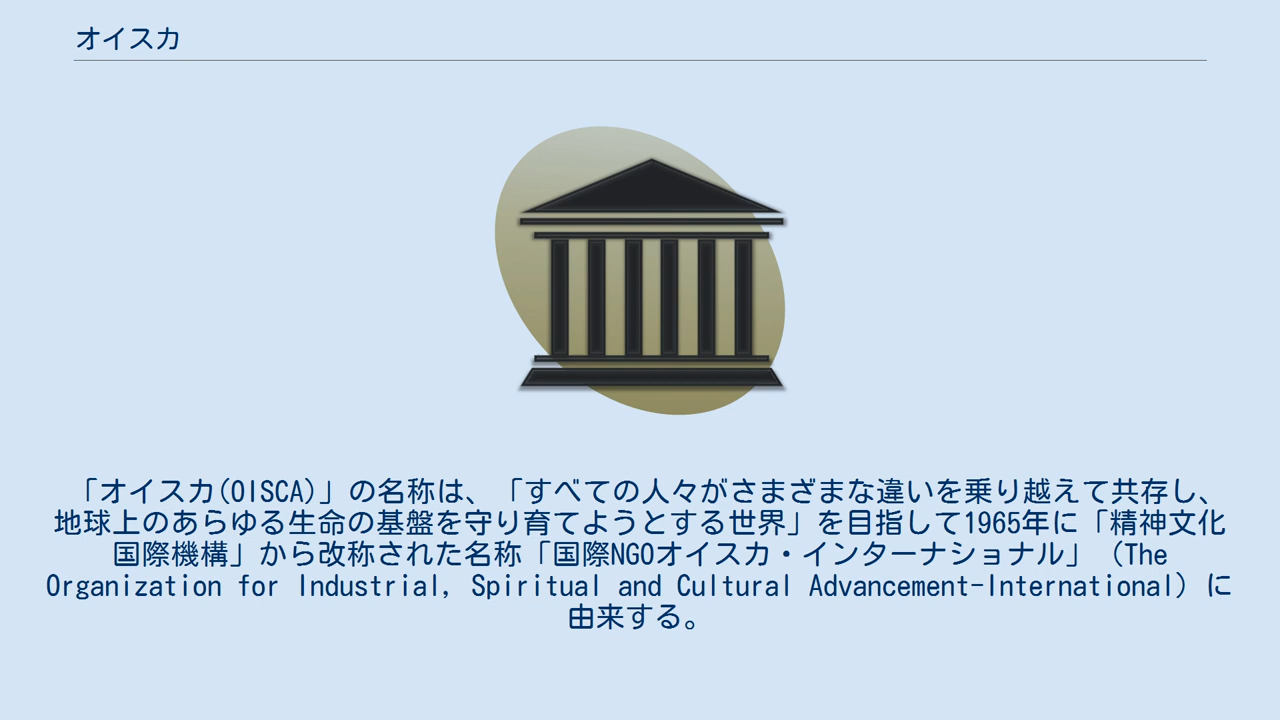 オイスカ
「オイスカ(OISCA)」の名称は、「すべての人々がさまざまな違いを乗り越えて共存し、
地球上のあらゆる生命の基盤を守り育てようとする世界」を目指して1965年に「精神文化
国際機構」から改称された名称「国際NGOオイスカ・インターナショナル」（The
Organization for Industrial, Spiritual and Cultural Advancement-International）に
由来する。